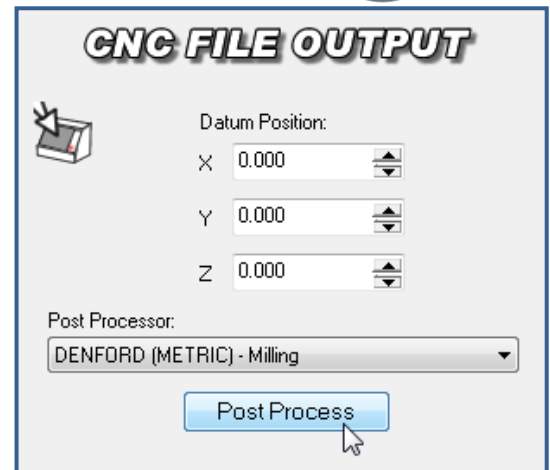 CNC FILE OUTPUT
Datum Position:
X 0.000
Y 0.000
Z 0.000
Post Processor:
DENFORD (METRIC) - Milling
Post Process